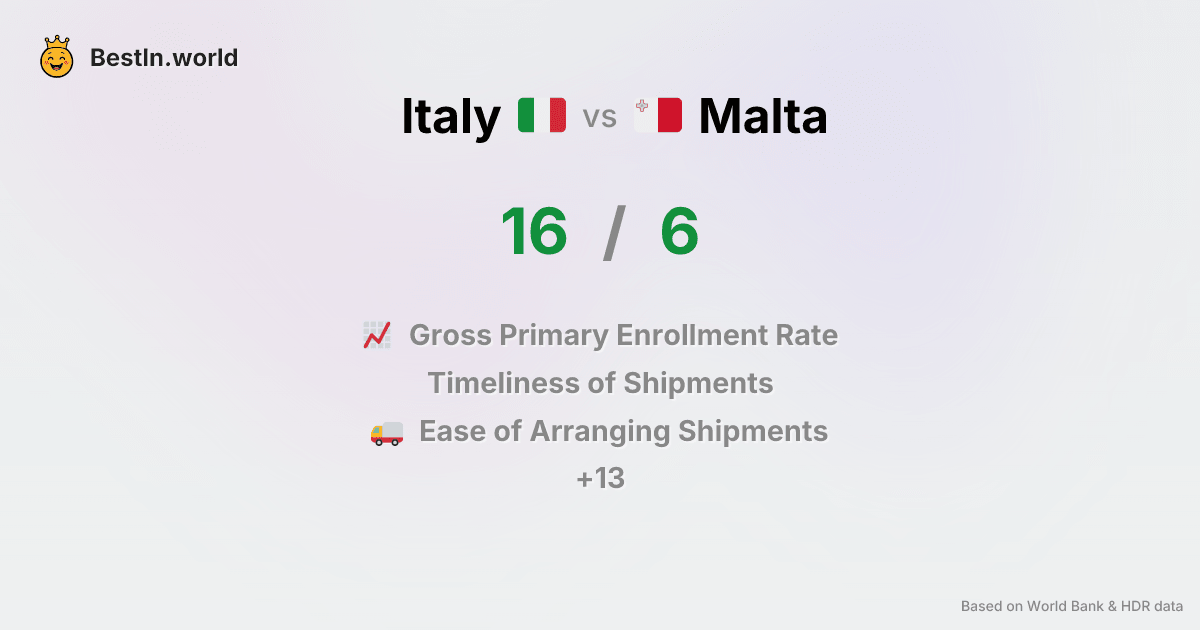 BestIn.world
Italy vs Malta
16 / 6
Gross Primary Enrollment Rate
Timeliness of Shipments
Ease of Arranging Shipments
+13
Based on World Bank & HDR data